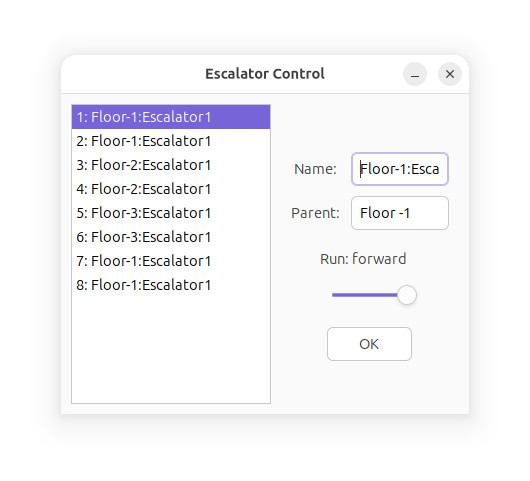 Escalator Control
1: Floor-1:Escalator1
2: Floor-1:Escalator1
3: Floor-2:Escalator1
4: Floor-2:Escalator1
5: Floor-3:Escalator1
6: Floor-3:Escalator1
7: Floor-1:Escalator1
8: Floor-1:Escalator1
Name: Floor-1:Esca
Parent: Floor -1
Run: forward
OK